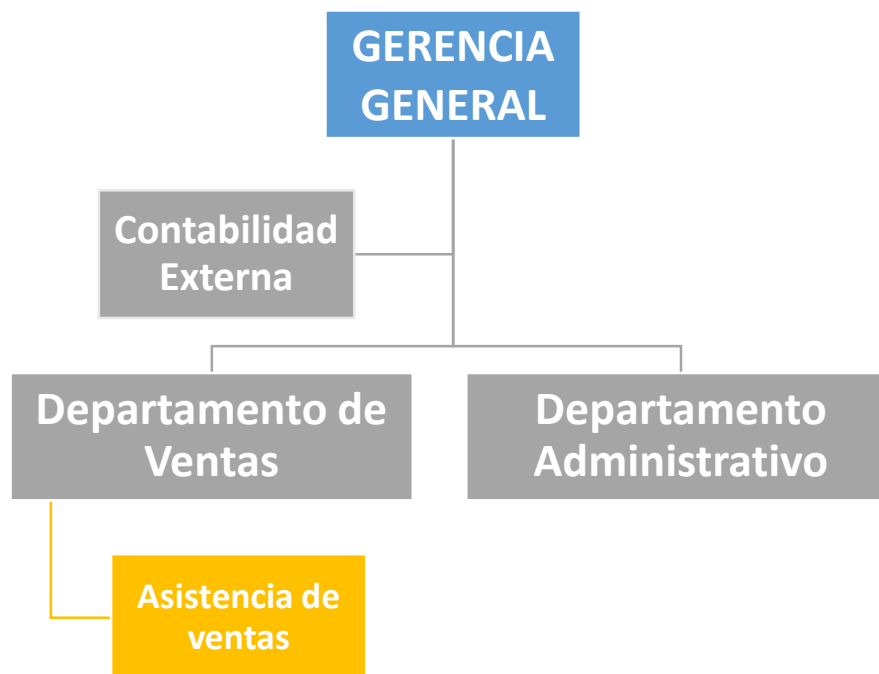 GERENCIA
GENERAL
Contabilidad
Externa
Departamento de
Ventas
Departamento
Administrativo
Asistencia de
ventas